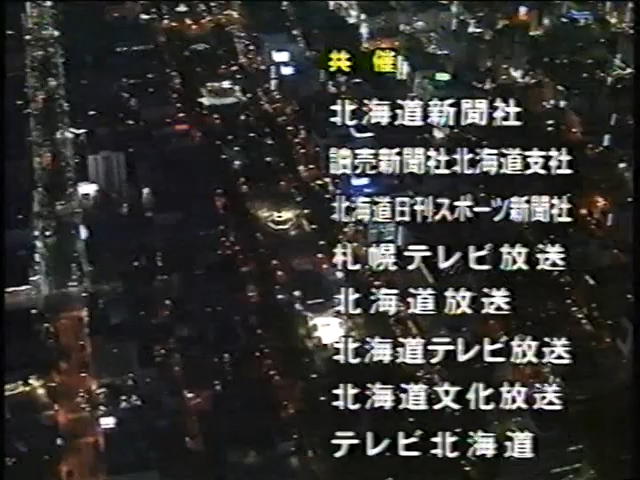 共催
北海道新聞社
讀売新聞社北海道支社
北海道日刊スポーツ新聞社
札幌テレビ放送
北海道放送
北海道テレビ放送
北海道文化放送
テレビ北海道